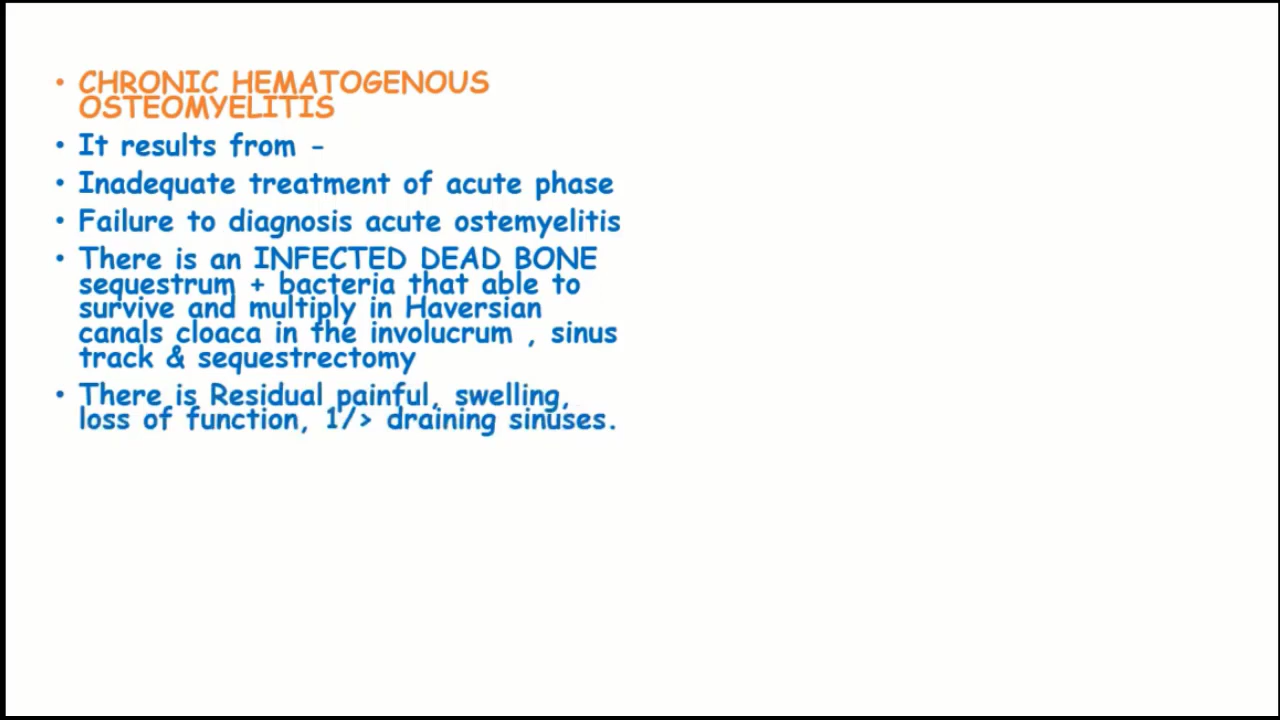 • CHRONIC HEMATOGENOUS
OSTEOMYELITIS
• It results from -
• Inadequate treatment of acute phase
• Failure to diagnosis acute ostemyelitis
• There is an INFECTED DEAD BONE
sequestrum + bacteria that able to
survive and multiply in Haversian
canals cloaca in the involucrum , sinus
track & sequestrectomy
• There is Residual painful, swelling,
loss of function, 1/> draining sinuses.